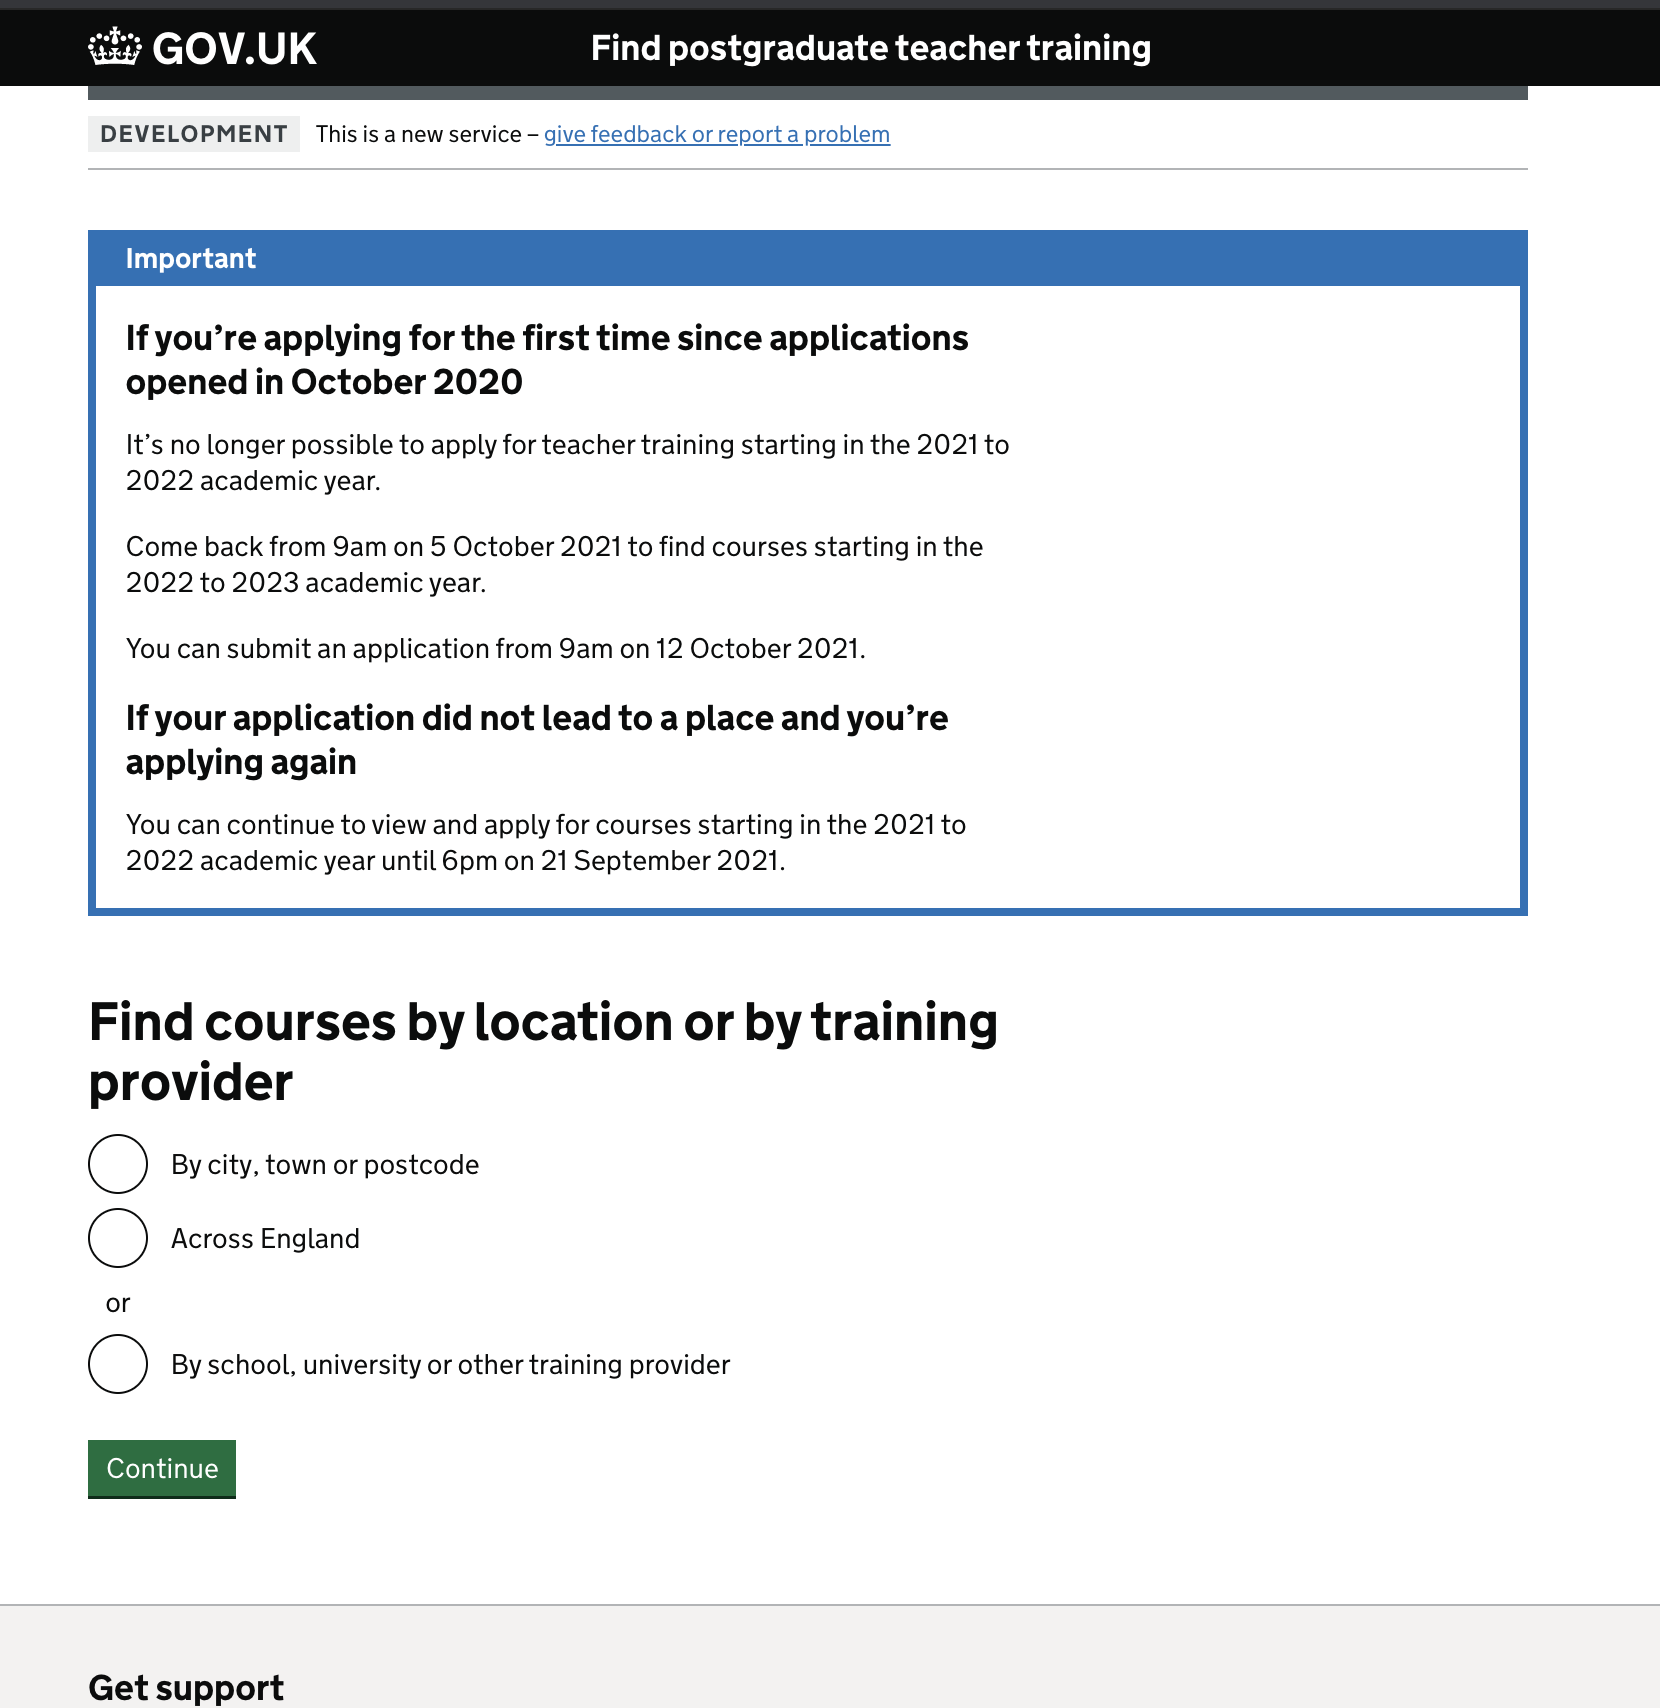 GOV.UK
Find postgraduate teacher training
DEVELOPMENT
This is a new service – give feedback or report a problem
Important
If you’re applying for the first time since applications
opened in October 2020
It’s no longer possible to apply for teacher training starting in the 2021 to
2022 academic year.
Come back from 9am on 5 October 2021 to find courses starting in the
2022 to 2023 academic year.
You can submit an application from 9am on 12 October 2021.
If your application did not lead to a place and you’re
applying again
You can continue to view and apply for courses starting in the 2021 to
2022 academic year until 6pm on 21 September 2021.
Find courses by location or by training
provider
By city, town or postcode
Across England
or
By school, university or other training provider
Continue
Get support